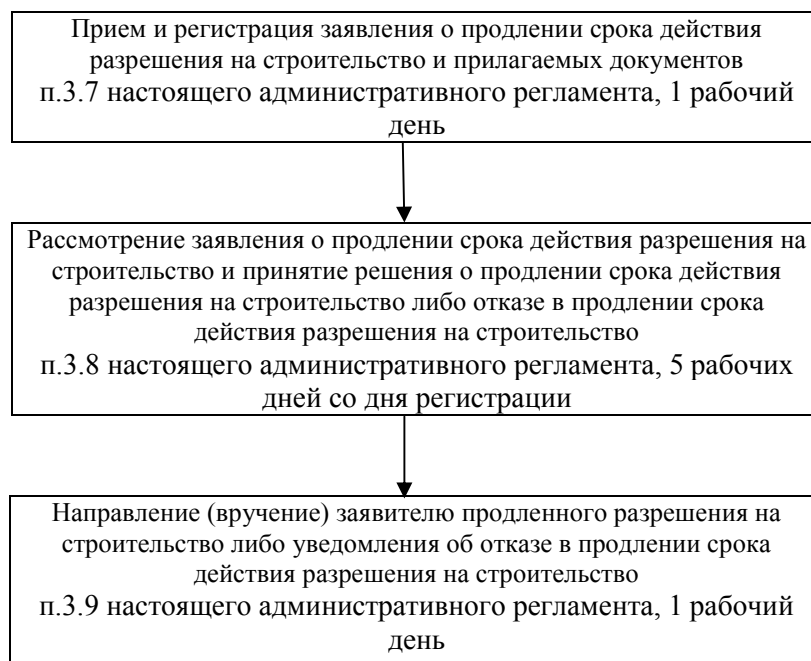 Прием и регистрация заявления о продлении срока действия
разрешения на строительство и прилагаемых документов
п.3.7 настоящего административного регламента, 1 рабочий
день
Рассмотрение заявления о продлении срока действия разрешения на
строительство и принятие решения о продлении срока действия
разрешения на строительство либо отказе в продлении срока
действия разрешения на строительство
п.3.8 настоящего административного регламента, 5 рабочих
дней со дня регистрации
Направление (вручение) заявителю продленного разрешения на
строительство либо уведомления об отказе в продлении срока
действия разрешения на строительство
п.3.9 настоящего административного регламента, 1 рабочий
день